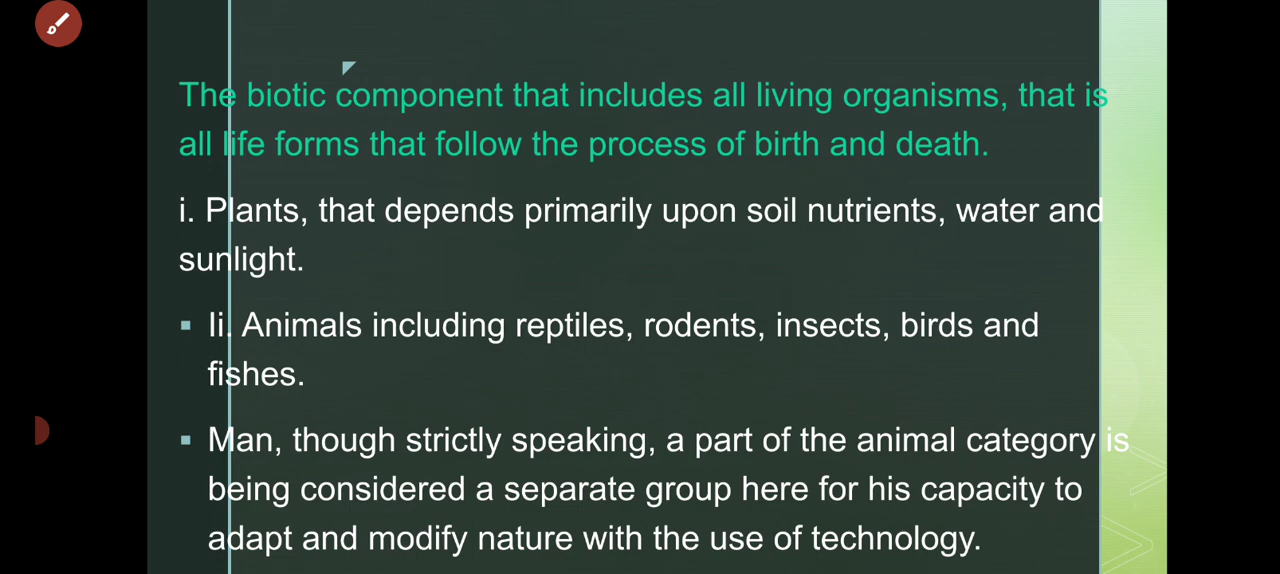 The biotic component that includes all living organisms, that is
all life forms that follow the process of birth and death.
i. Plants, that depends primarily upon soil nutrients, water and
sunlight.
▪ Ii. Animals including reptiles, rodents, insects, birds and
fishes.
▪ Man, though strictly speaking, a part of the animal category is
being considered a separate group here for his capacity to
adapt and modify nature with the use of technology.